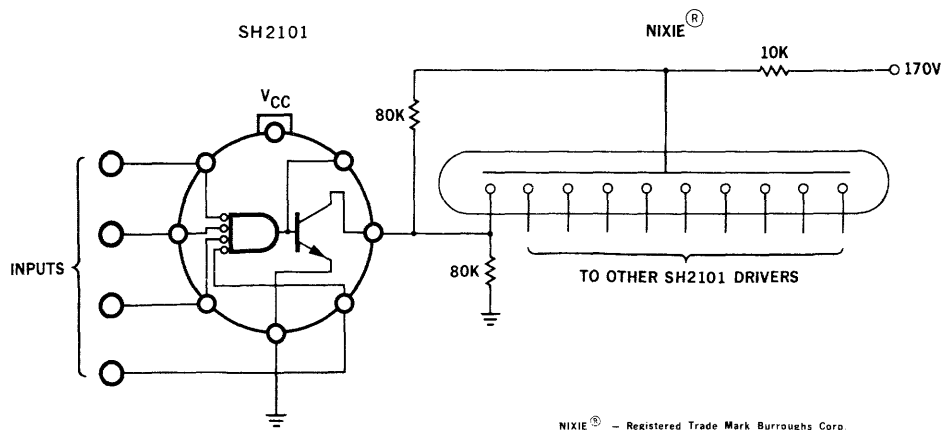 SH2101
NIXIE ®
10K
170V
VCC
80K
INPUTS
80K
TO OTHER SH2101 DRIVERS
NIXIE ® – Registered Trade Mark Burroughs Corp.